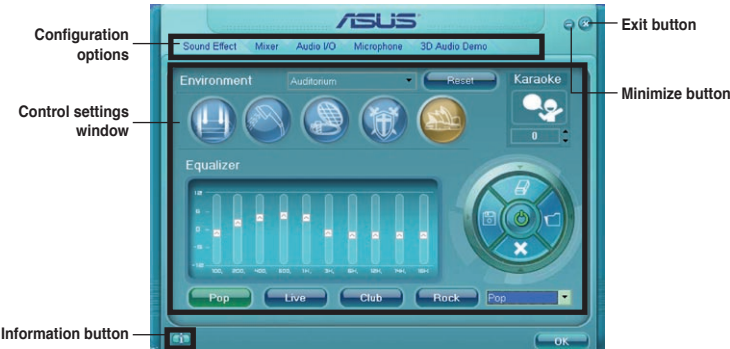 ASUS
Exit button
Configuration options
Sound Effect Mixer Audio I/O Microphone 3D Audio Demo
Environment Auditorium Reset Karaoke
Minimize button
Control settings window
0
Equalizer
Pop Live Club Rock Pop
Information button
OK